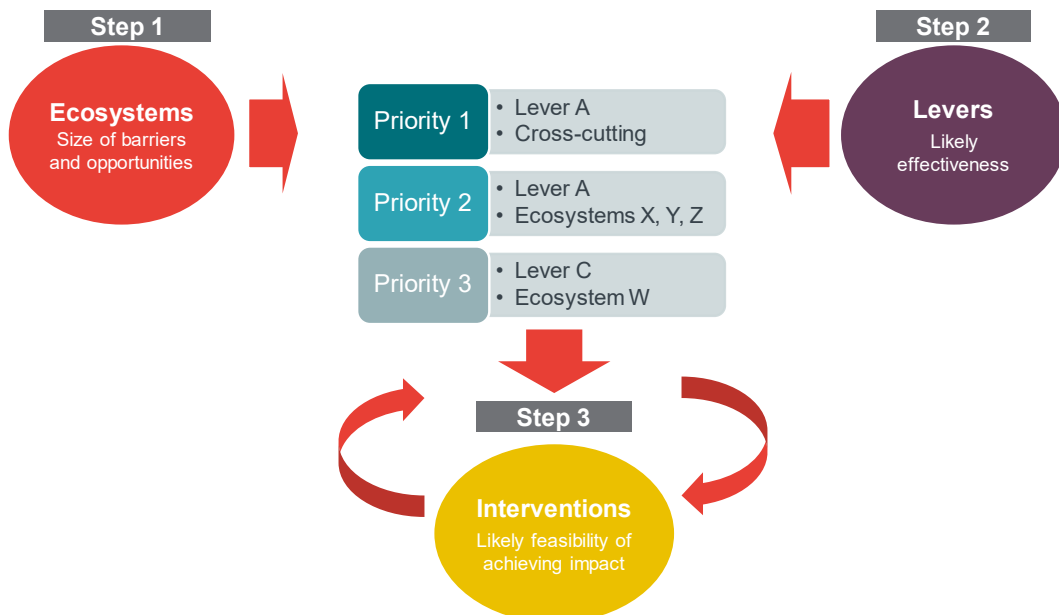 Step 1
Ecosystems
Size of barriers
and opportunities
Step 2
Levers
Likely
effectiveness
Priority 1
• Lever A
• Cross-cutting
Priority 2
• Lever A
• Ecosystems X, Y, Z
Priority 3
• Lever C
• Ecosystem W
Step 3
Interventions
Likely feasibility of
achieving impact